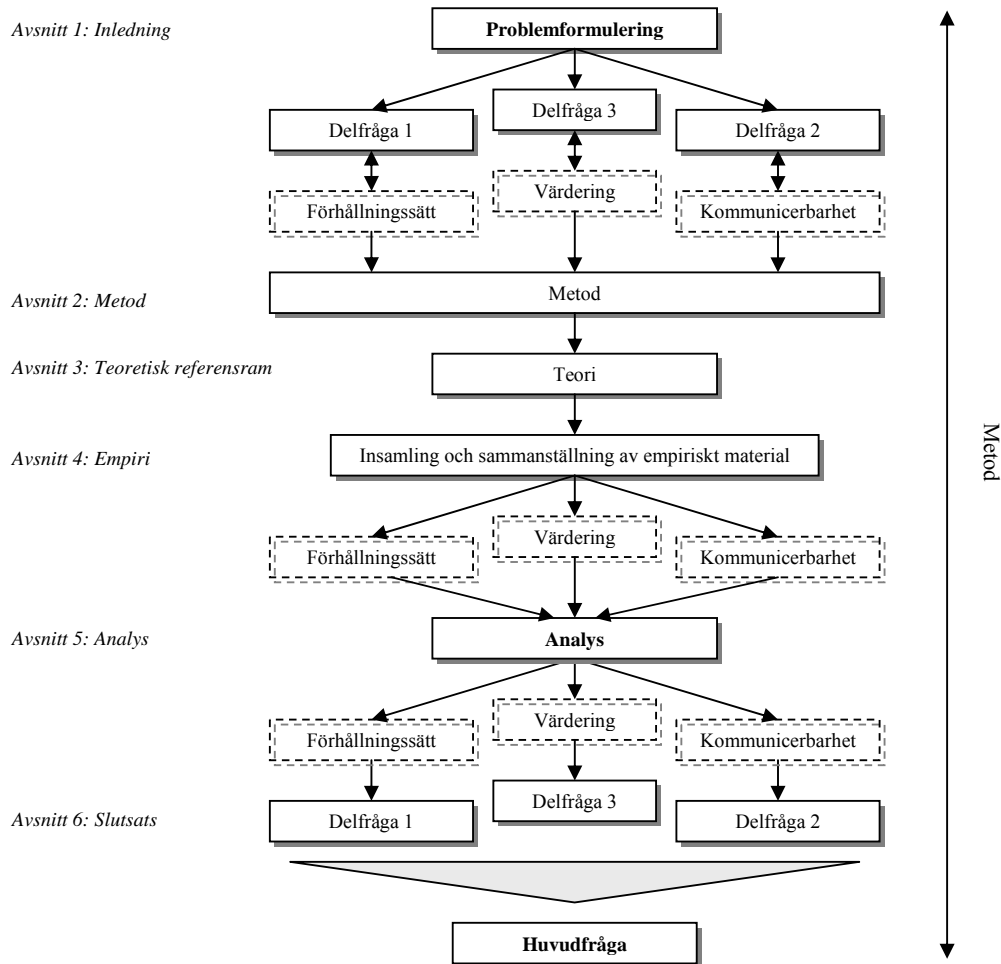 Avsnitt 1: Inledning
Problemformulering
Delfråga 1
Delfråga 3
Delfråga 2
Förhållningssätt
Värdering
Kommunicerbarhet
Avsnitt 2: Metod
Metod
Avsnitt 3: Teoretisk referensram
Teori
Avsnitt 4: Empiri
Insamling och sammanställning av empiriskt material
Förhållningssätt
Värdering
Kommunicerbarhet
Avsnitt 5: Analys
Analys
Förhållningssätt
Värdering
Kommunicerbarhet
Avsnitt 6: Slutsats
Delfråga 1
Delfråga 3
Delfråga 2
Huvudfråga
Metod